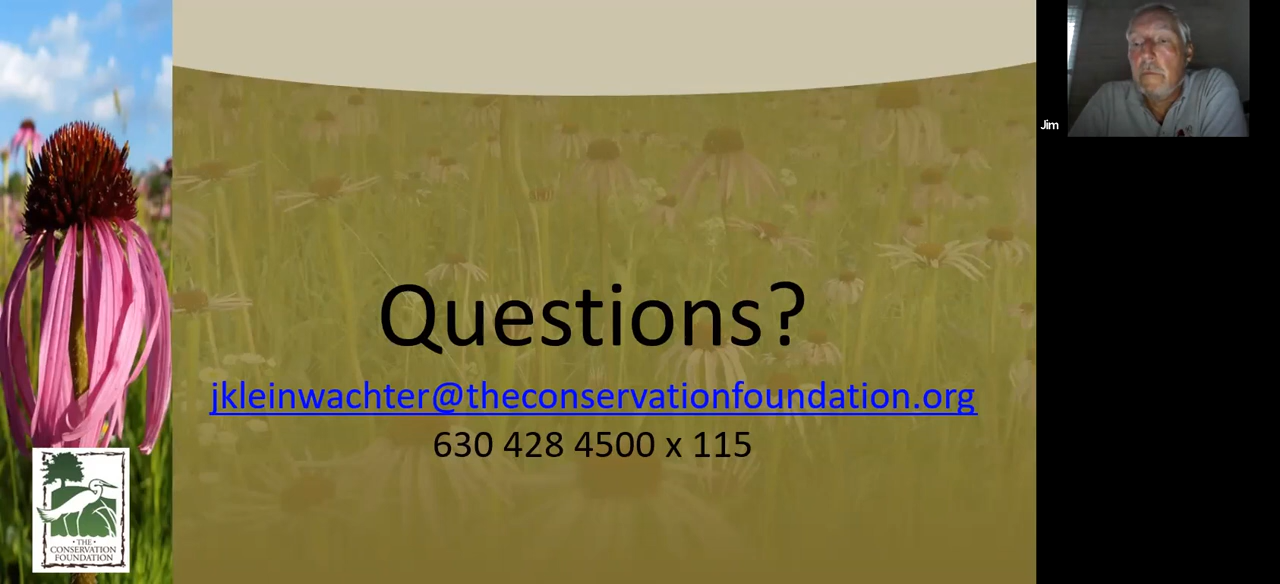 Questions?
jkleinwachter@theconservationfoundation.org
630 428 4500 x 115
Jim
• THE •
CONSERVATION
FOUNDATION